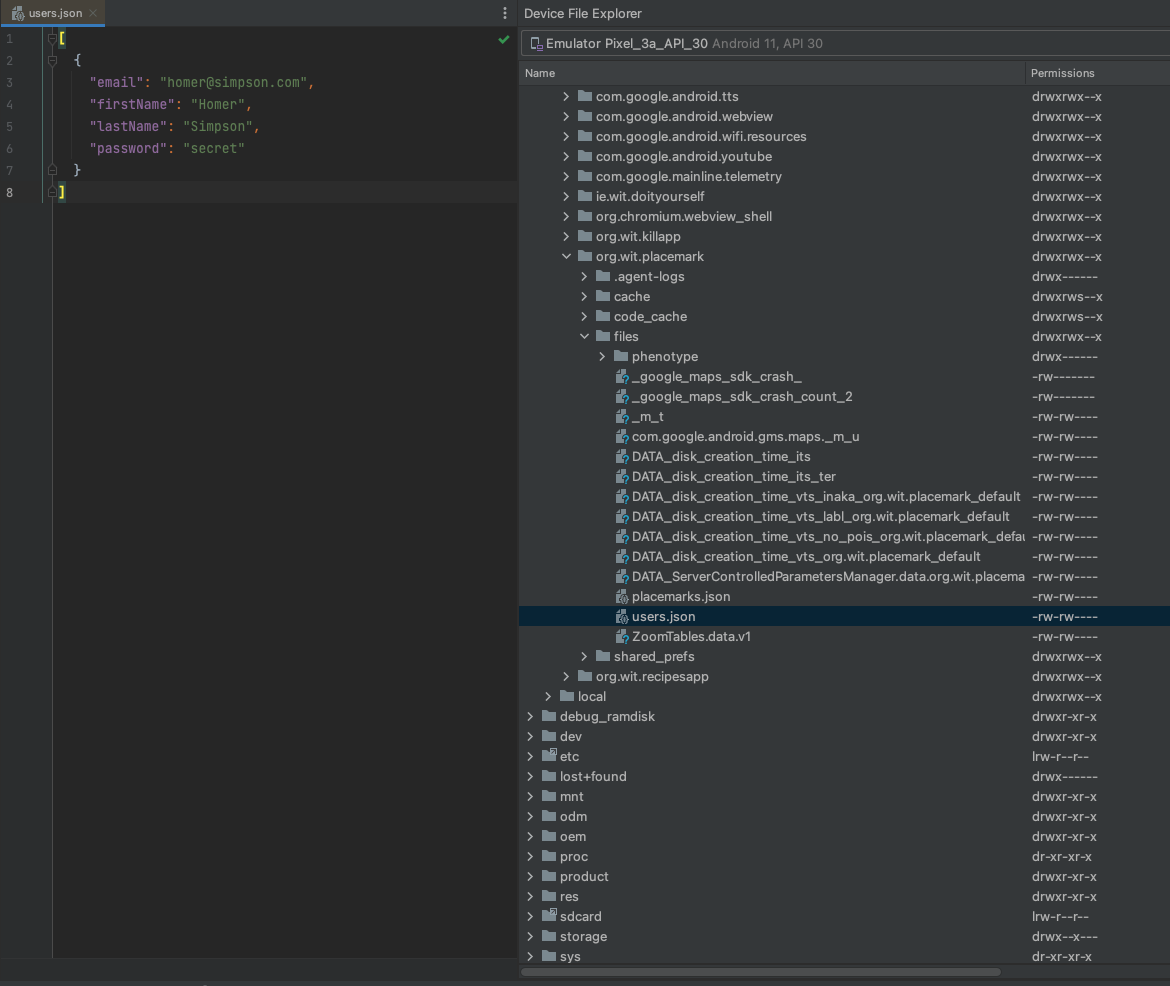 users.json
1 [
2 {
3 "email": "homer@simpson.com",
4 "firstName": "Homer",
5 "lastName": "Simpson",
6 "password": "secret"
7 }
8 ]
Device File Explorer
Emulator Pixel_3a_API_30 Android 11, API 30
Name Permissions
com.google.android.tts drwxrwx--x
com.google.android.webview drwxrwx--x
com.google.android.wifi.resources drwxrwx--x
com.google.android.youtube drwxrwx--x
com.google.mainline.telemetry drwxrwx--x
ie.wit.doityourself drwxrwx--x
org.chromium.webview_shell drwxrwx--x
org.wit.killapp drwxrwx--x
org.wit.placemark drwxrwx--x
.agent-logs drwx------
cache drwxrws--x
code_cache drwxrws--x
files drwxrwx--x
phenotype drwx------
_google_maps_sdk_crash_ -rw-------
_google_maps_sdk_crash_count_2 -rw-------
_m_t -rw-rw----
com.google.android.gms.maps._m_u -rw-rw----
DATA_disk_creation_time_its -rw-rw----
DATA_disk_creation_time_its_ter -rw-rw----
DATA_disk_creation_time_vts_inaka_org.wit.placemark_default -rw-rw----
DATA_disk_creation_time_vts_labl_org.wit.placemark_default -rw-rw----
DATA_disk_creation_time_vts_no_pois_org.wit.placemark_defau -rw-rw----
DATA_disk_creation_time_vts_org.wit.placemark_default -rw-rw----
DATA_ServerControlledParametersManager.data.org.wit.placema -rw-rw----
placemarks.json -rw-rw----
users.json -rw-rw----
ZoomTables.data.v1 -rw-rw----
shared_prefs drwxrwx--x
org.wit.recipesapp drwxrwx--x
local drwxrwx--x
debug_ramdisk drwxr-xr-x
dev drwxr-xr-x
etc lrw-r--r--
lost+found drwx------
mnt drwxr-xr-x
odm drwxr-xr-x
oem drwxr-xr-x
proc dr-xr-xr-x
product drwxr-xr-x
res drwxr-xr-x
sdcard lrw-r--r--
storage drwx--x---
sys dr-xr-xr-x